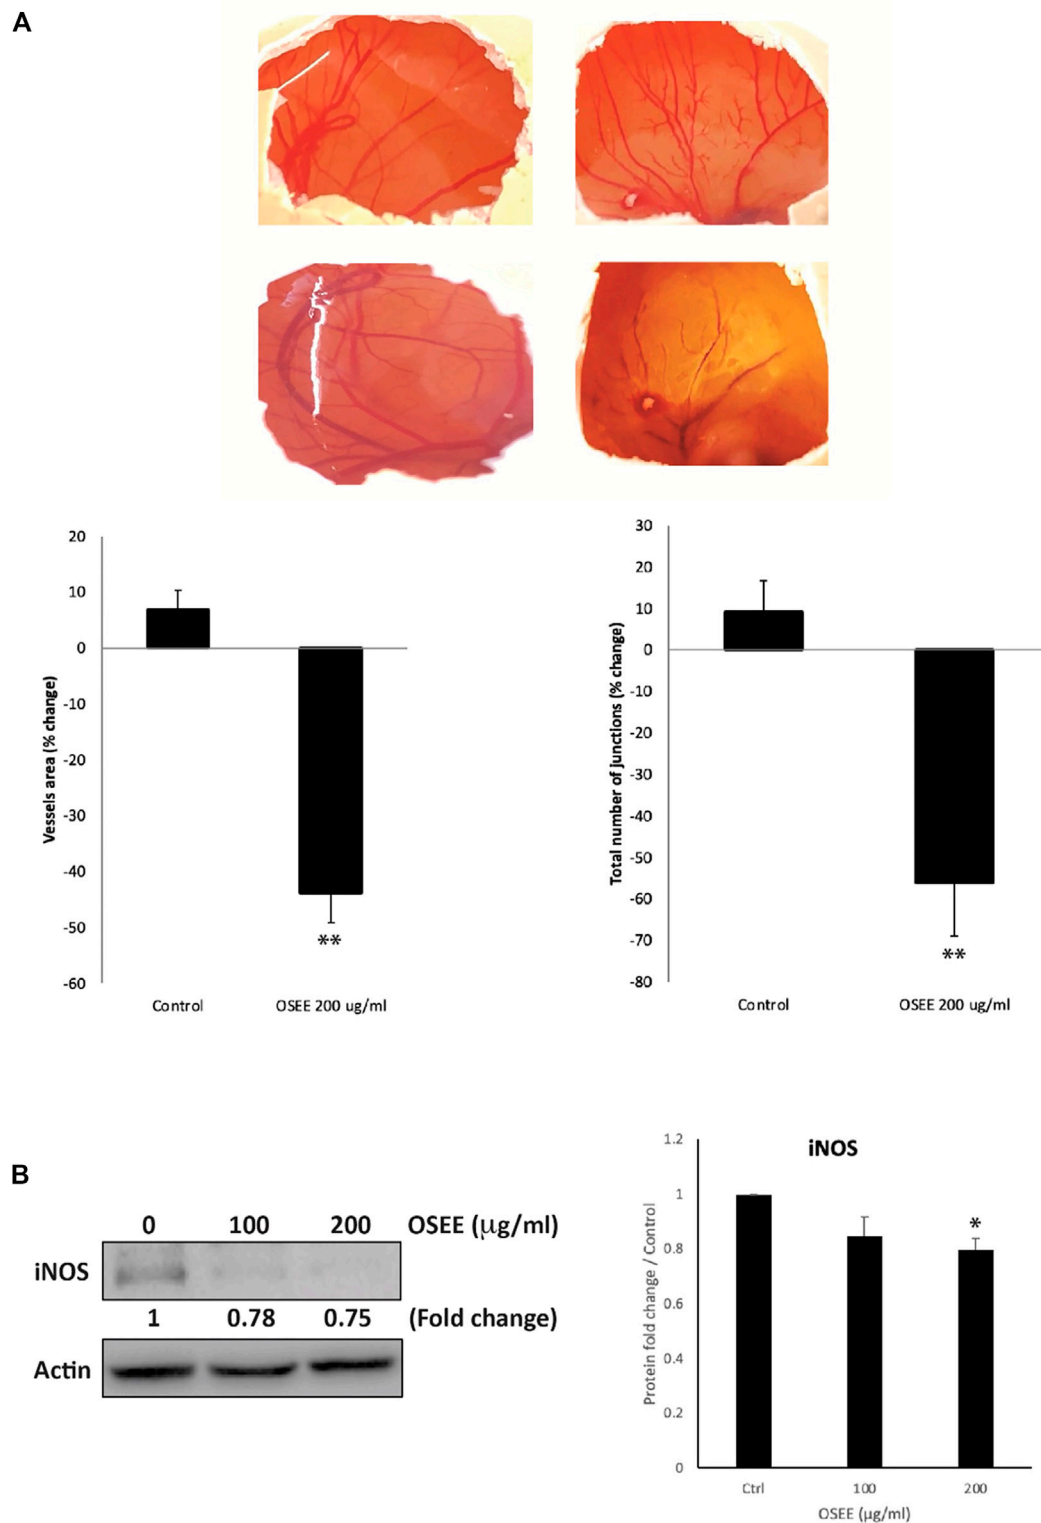 A
20
10
0
-10
-20
-30
-40
-50
-60
Vessels area (% change)
**
Control OSEE 200 ug/ml
30
20
10
0
-10
-20
-30
-40
-50
-60
-70
-80
Total number of junctions (% change)
**
Control OSEE 200 ug/ml
B
0 100 200 OSEE (μg/ml)
iNOS
1 0.78 0.75 (Fold change)
Actin
iNOS
1.2
1
0.8
0.6
0.4
0.2
0
Protein fold change / Control
*
Ctrl 100 200
OSEE (μg/ml)